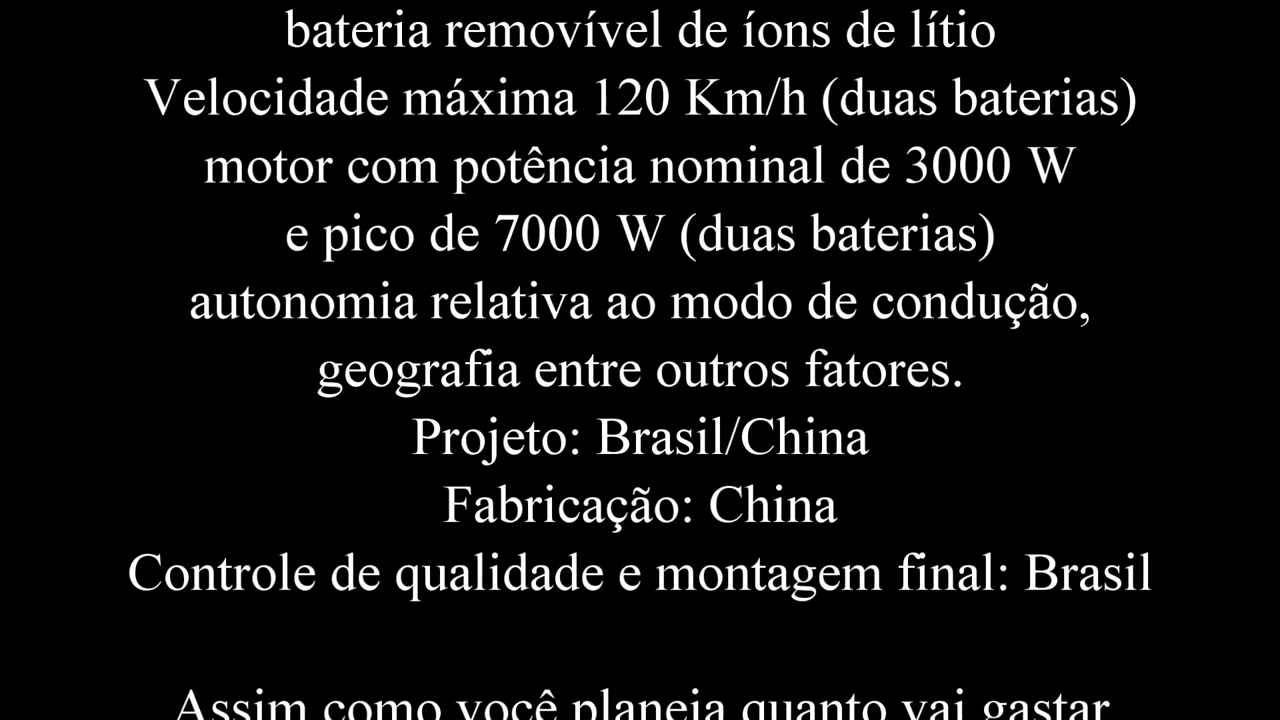 bateria removível de íons de lítio
Velocidade máxima 120 Km/h (duas baterias)
motor com potência nominal de 3000 W
e pico de 7000 W (duas baterias)
autonomia relativa ao modo de condução,
geografia entre outros fatores.
Projeto: Brasil/China
Fabricação: China
Controle de qualidade e montagem final: Brasil
Assim como você planeja quanto vai gastar